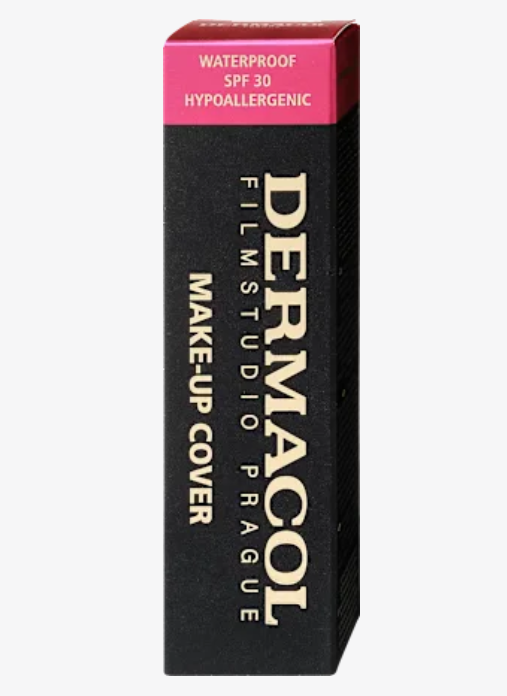 WATERPROOF
SPF 30
HYPOALLERGENIC
DERMACOL
FILMSTUDIO PRAGUE
MAKE-UP COVER